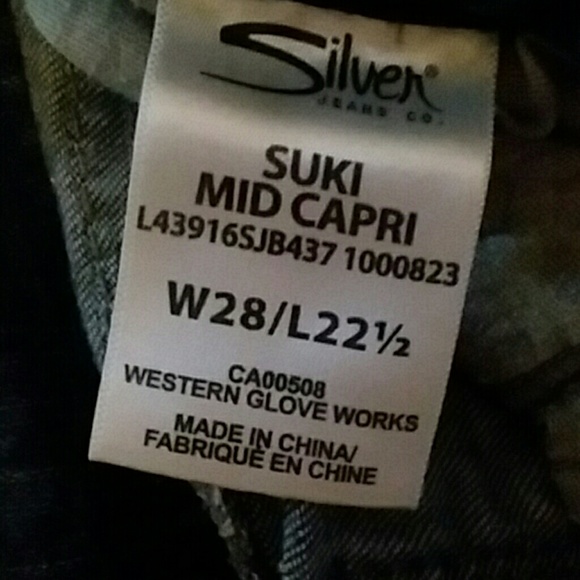 Silver®
JEANS CO.
SUKI
MID CAPRI
L43916SJB437 1000823
W28/L22½
CA00508
WESTERN GLOVE WORKS
MADE IN CHINA/
FABRIQUÉ EN CHINE